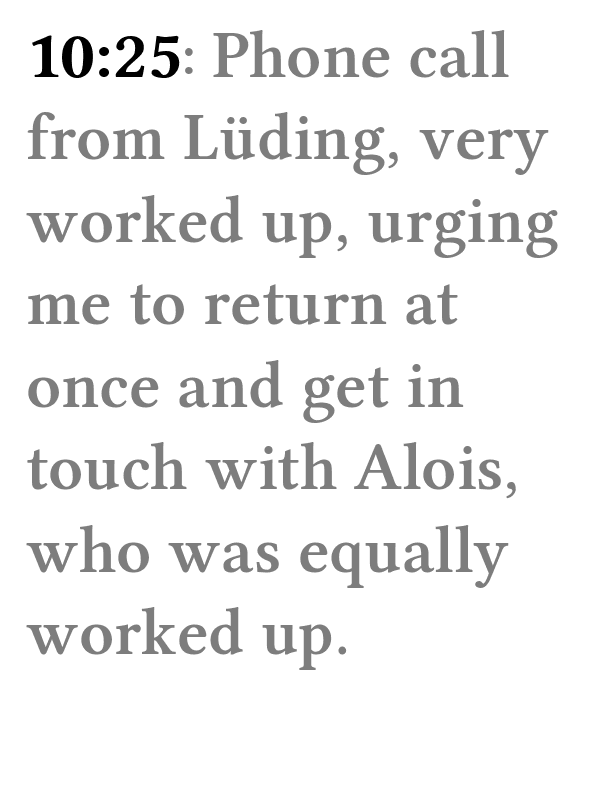 10:25: Phone call
from Lüding, very
worked up, urging
me to return at
once and get in
touch with Alois,
who was equally
worked up.